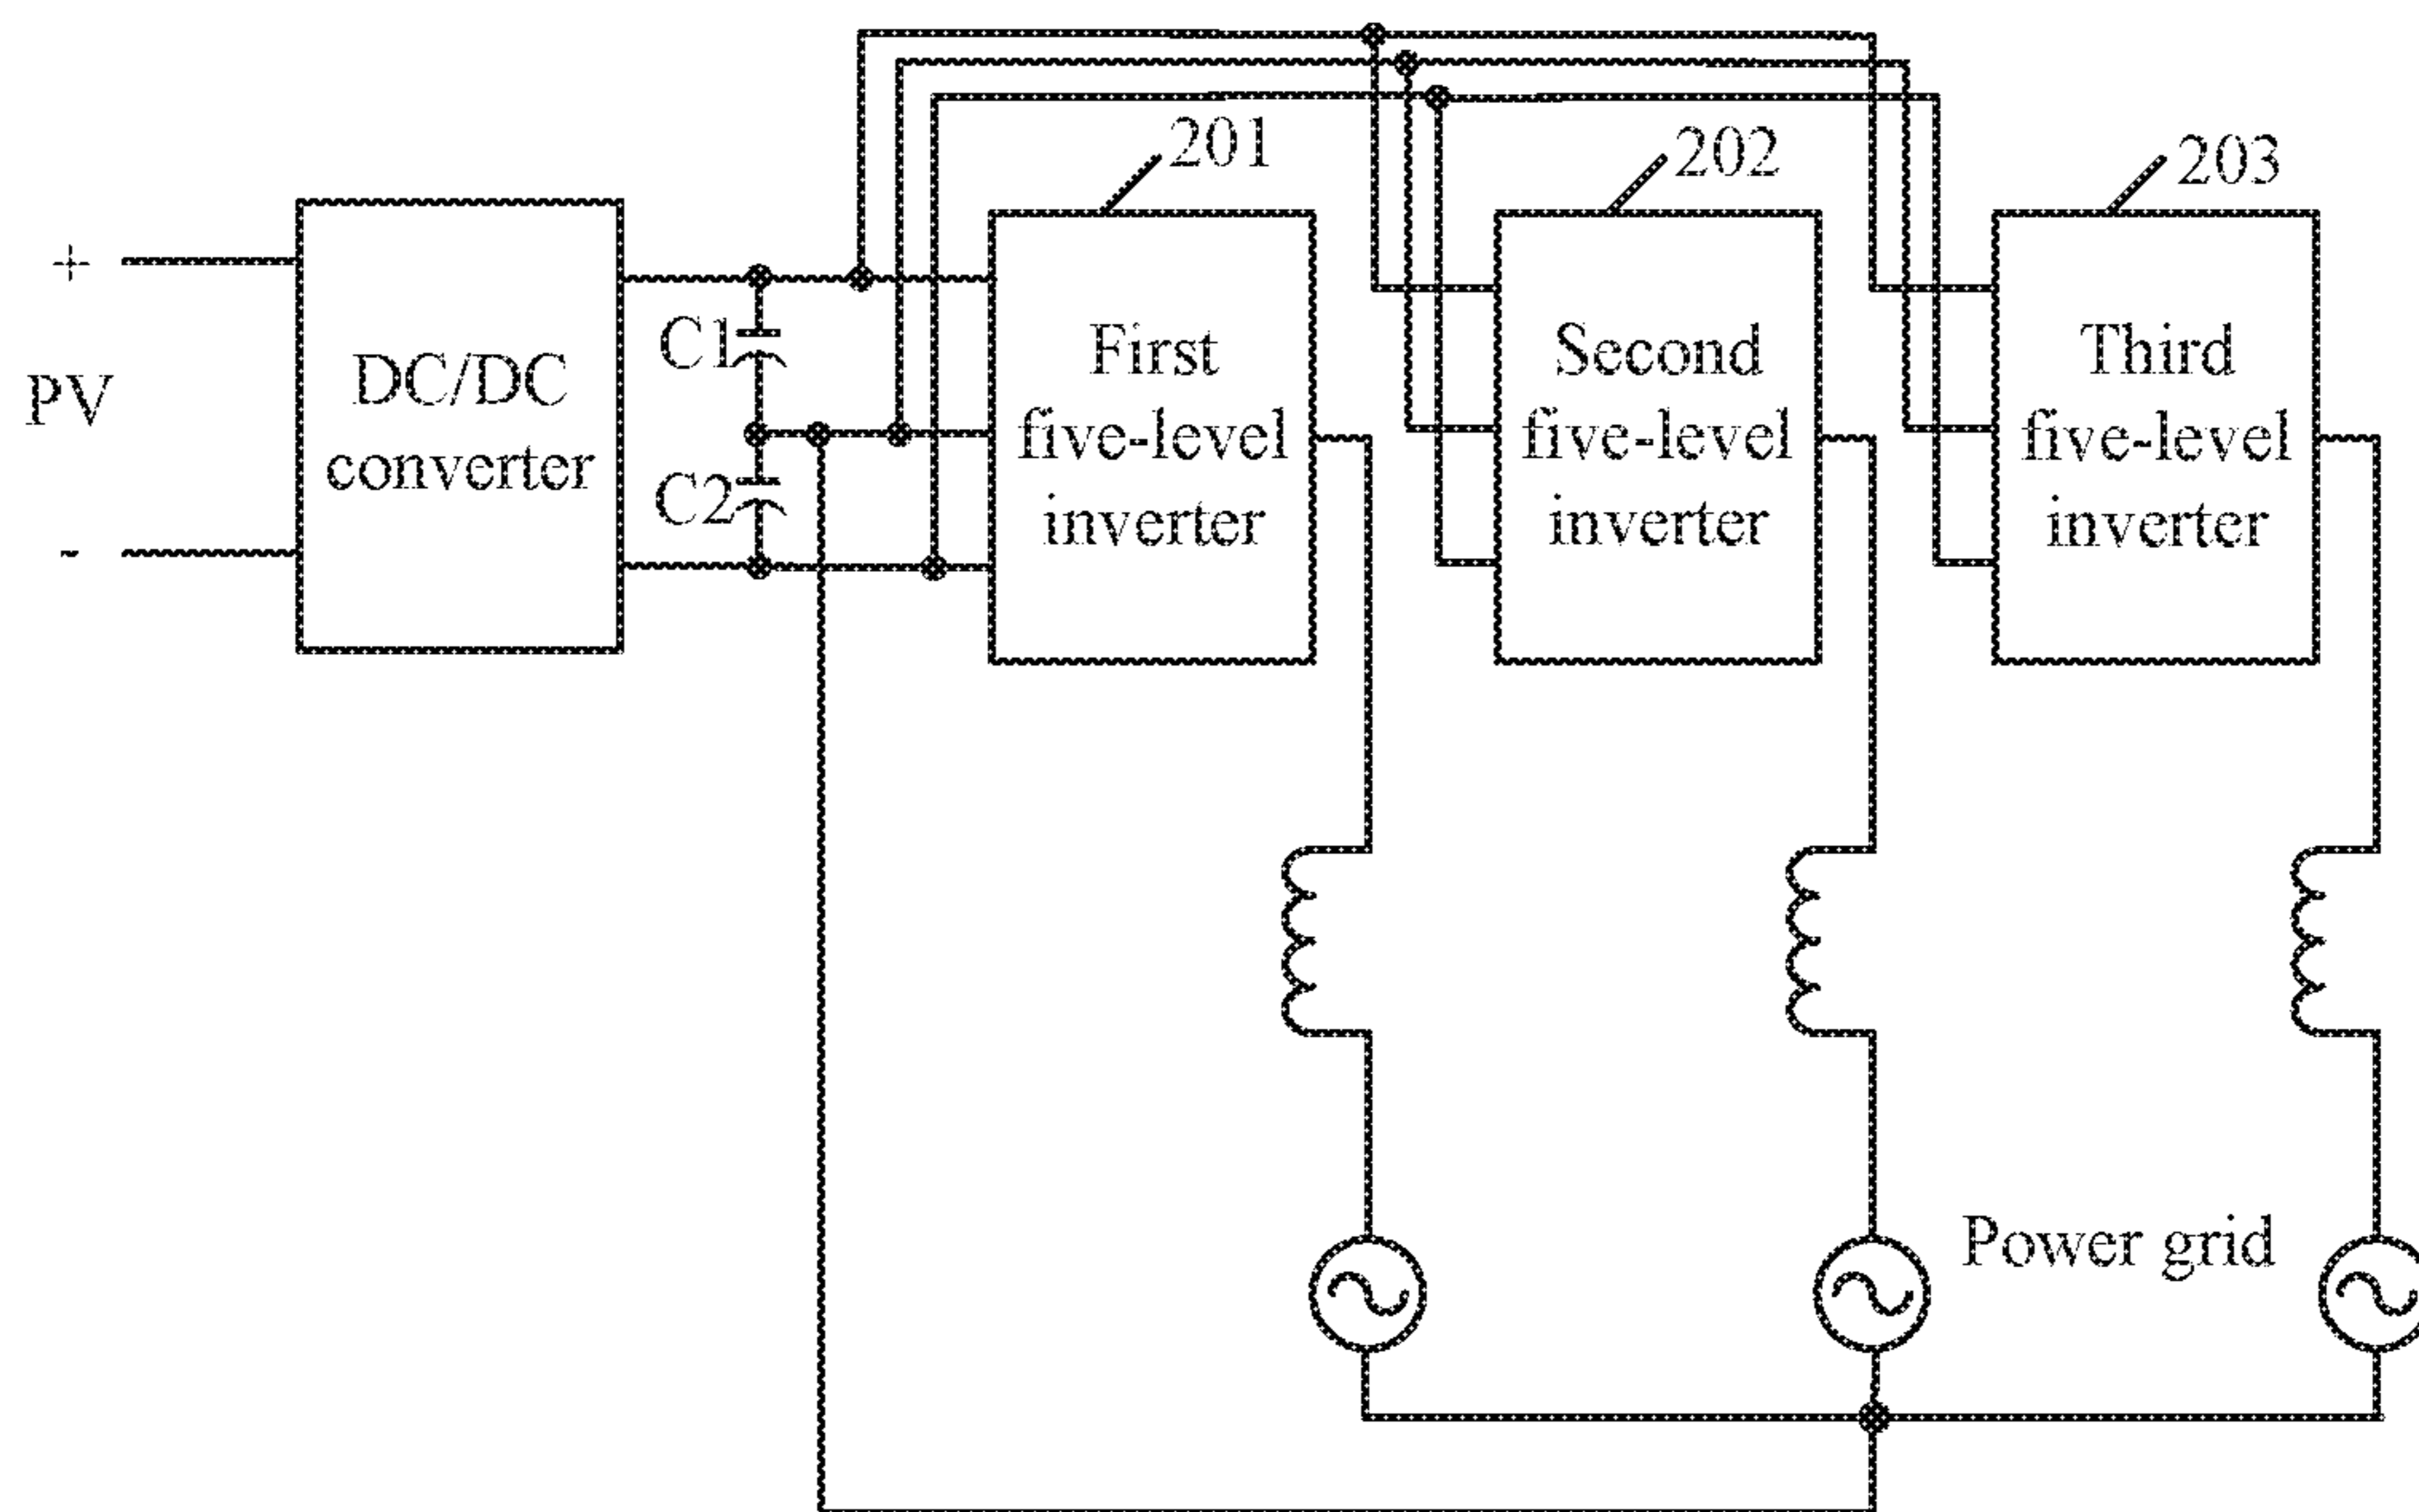 201
202
203
+
PV
-
DC/DC
converter
C1
C2
First
five-level
inverter
Second
five-level
inverter
Third
five-level
inverter
Power grid